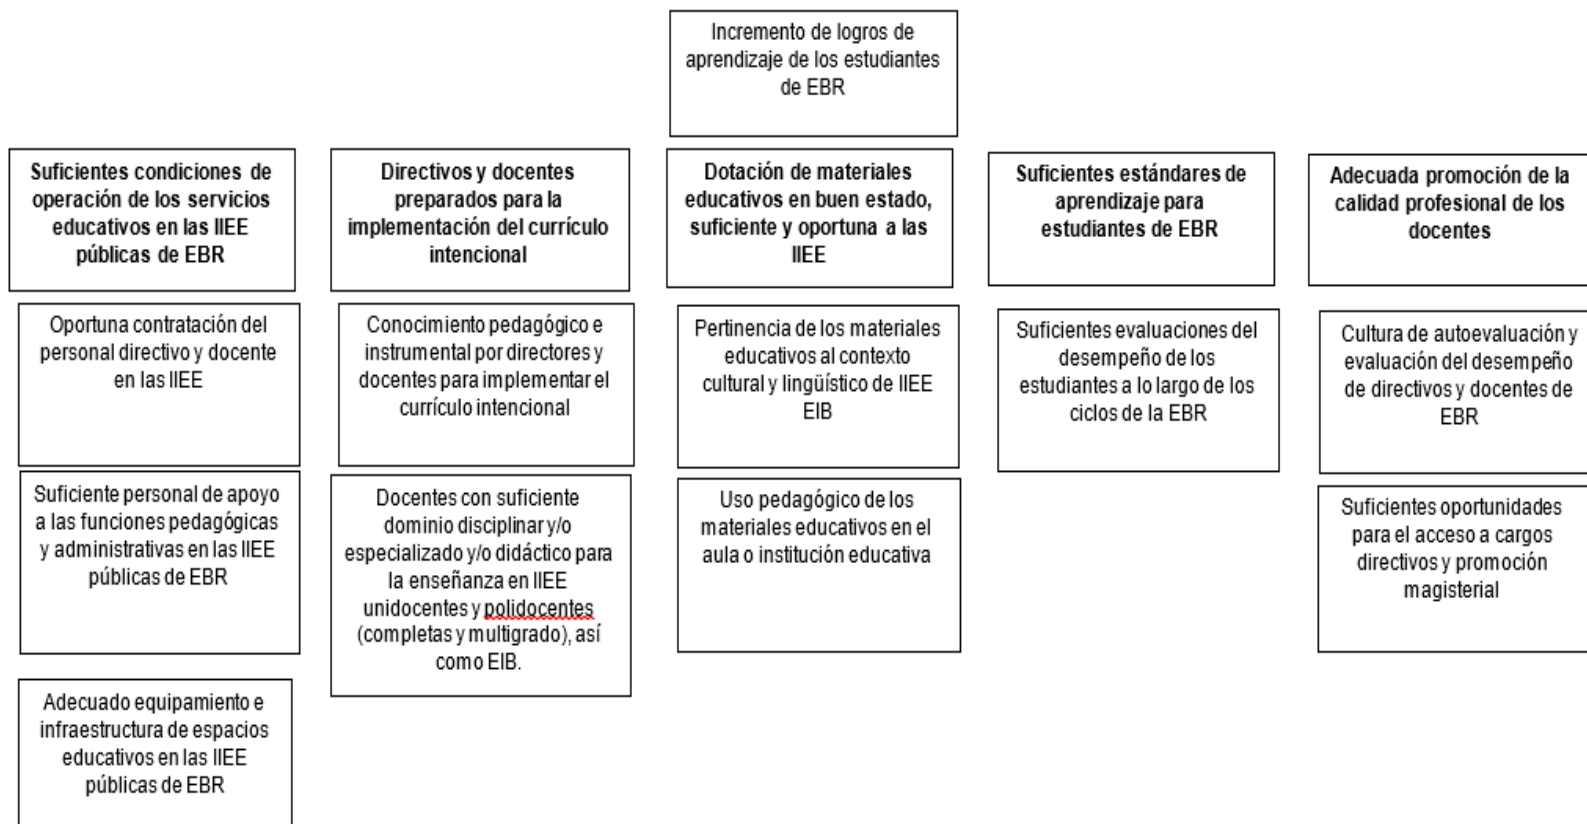 Incremento de logros de
aprendizaje de los estudiantes
de EBR
Suficientes condiciones de
operación de los servicios
educativos en las IIEE
públicas de EBR
Directivos y docentes
preparados para la
implementación del currículo
intencional
Dotación de materiales
educativos en buen estado,
suficiente y oportuna a las
IIEE
Suficientes estándares de
aprendizaje para
estudiantes de EBR
Adecuada promoción de la
calidad profesional de los
docentes
Oportuna contratación del
personal directivo y docente
en las IIEE
Conocimiento pedagógico e
instrumental por directores y
docentes para implementar el
currículo intencional
Pertinencia de los materiales
educativos al contexto
cultural y lingüístico de IIEE
EIB
Suficientes evaluaciones del
desempeño de los
estudiantes a lo largo de los
ciclos de la EBR
Cultura de autoevaluación y
evaluación del desempeño
de directivos y docentes de
EBR
Suficiente personal de apoyo
a las funciones pedagógicas
y administrativas en las IIEE
públicas de EBR
Docentes con suficiente
dominio disciplinar y/o
especializado y/o didáctico para
la enseñanza en IIEE
unidocentes y polidocentes
(completas y multigrado), así
como EIB.
Uso pedagógico de los
materiales educativos en el
aula o institución educativa
Suficientes oportunidades
para el acceso a cargos
directivos y promoción
magisterial
Adecuado equipamiento e
infraestructura de espacios
educativos en las IIEE
públicas de EBR